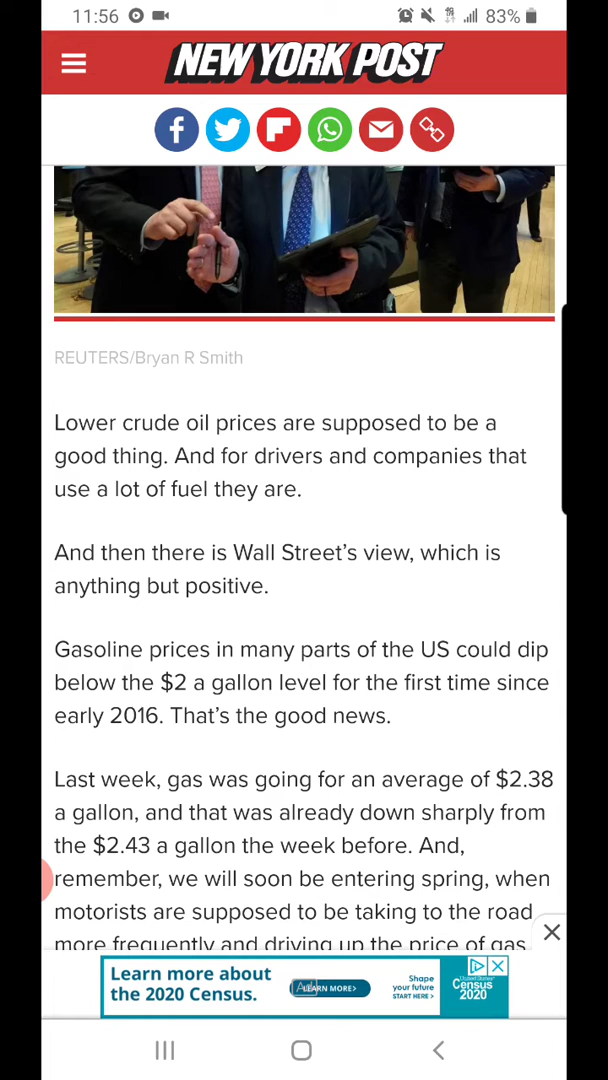 11:56
83%
NEW YORK POST
REUTERS/Bryan R Smith
Lower crude oil prices are supposed to be a
good thing. And for drivers and companies that
use a lot of fuel they are.
And then there is Wall Street's view, which is
anything but positive.
Gasoline prices in many parts of the US could dip
below the $2 a gallon level for the first time since
early 2016. That's the good news.
Last week, gas was going for an average of $2.38
a gallon, and that was already down sharply from
the $2.43 a gallon the week before. And,
remember, we will soon be entering spring, when
motorists are supposed to be taking to the road
more frequently and driving up the price of gas
Learn more about
the 2020 Census.
LEARN MORE>
Ad
Shape
your future
START HERE >
United States
Census
2020